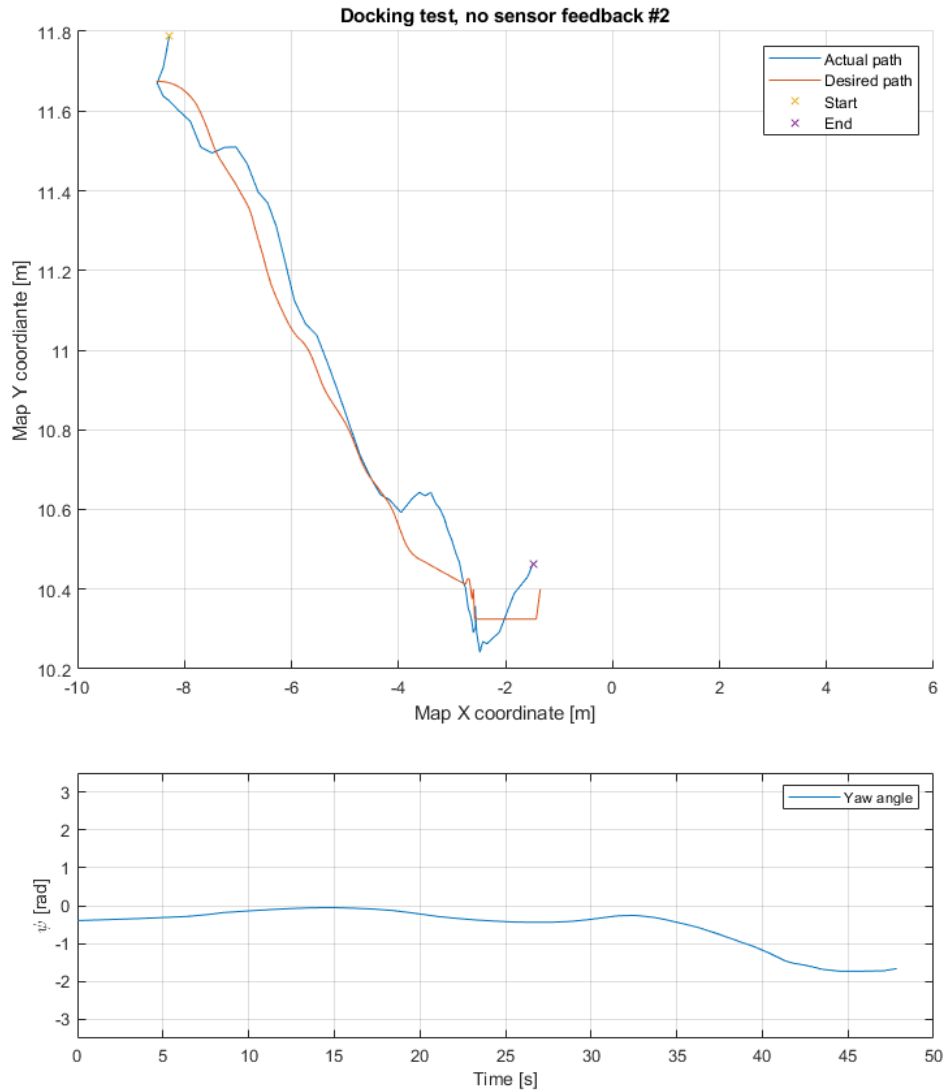 Docking test, no sensor feedback #2
11.8
11.6
11.4
11.2
11
10.8
10.6
10.4
10.2
Map Y coordiante [m]
Actual path
Desired path
Start
End
-10 -8 -6 -4 -2 0 2 4 6
Map X coordinate [m]
3
2
1
0
-1
-2
-3
ψ [rad]
Yaw angle
0 5 10 15 20 25 30 35 40 45 50
Time [s]